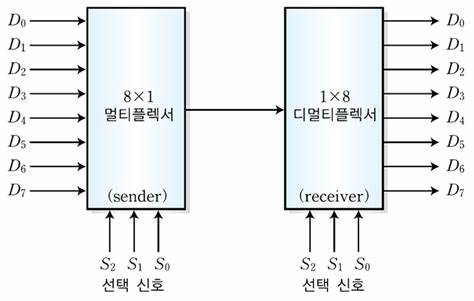 D₀
D₁
D₂
D₃
D₄
D₅
D₆
D₇
8×1
멀티플렉서
(sender)
S₂ S₁ S₀
선택 신호
1×8
디멀티플렉서
(receiver)
S₂ S₁ S₀
선택 신호
D₀
D₁
D₂
D₃
D₄
D₅
D₆
D₇